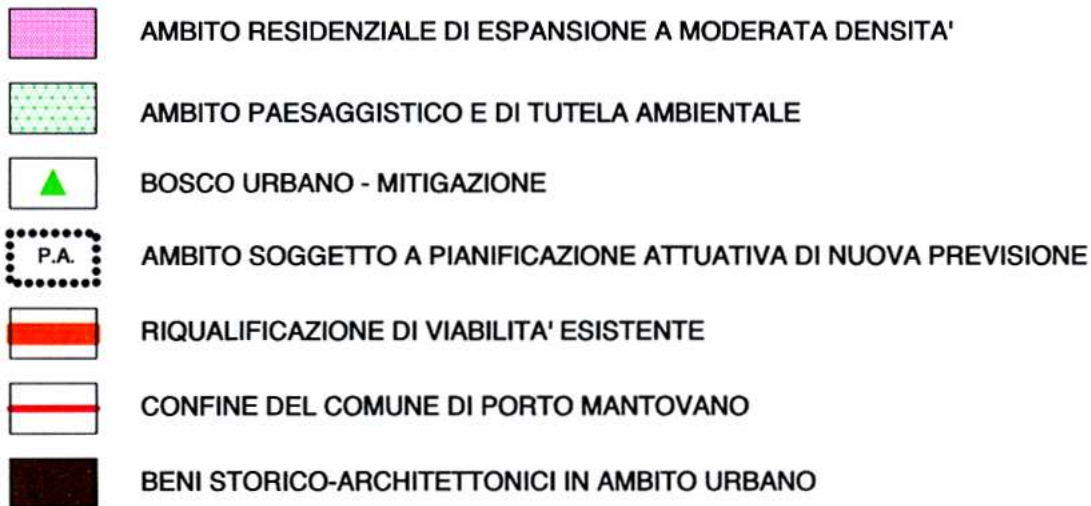 AMBITO RESIDENZIALE DI ESPANSIONE A MODERATA DENSITA'
AMBITO PAESAGGISTICO E DI TUTELA AMBIENTALE
BOSCO URBANO - MITIGAZIONE
P.A. AMBITO SOGGETTO A PIANIFICAZIONE ATTUATIVA DI NUOVA PREVISIONE
RIQUALIFICAZIONE DI VIABILITA' ESISTENTE
CONFINE DEL COMUNE DI PORTO MANTOVANO
BENI STORICO-ARCHITETTONICI IN AMBITO URBANO